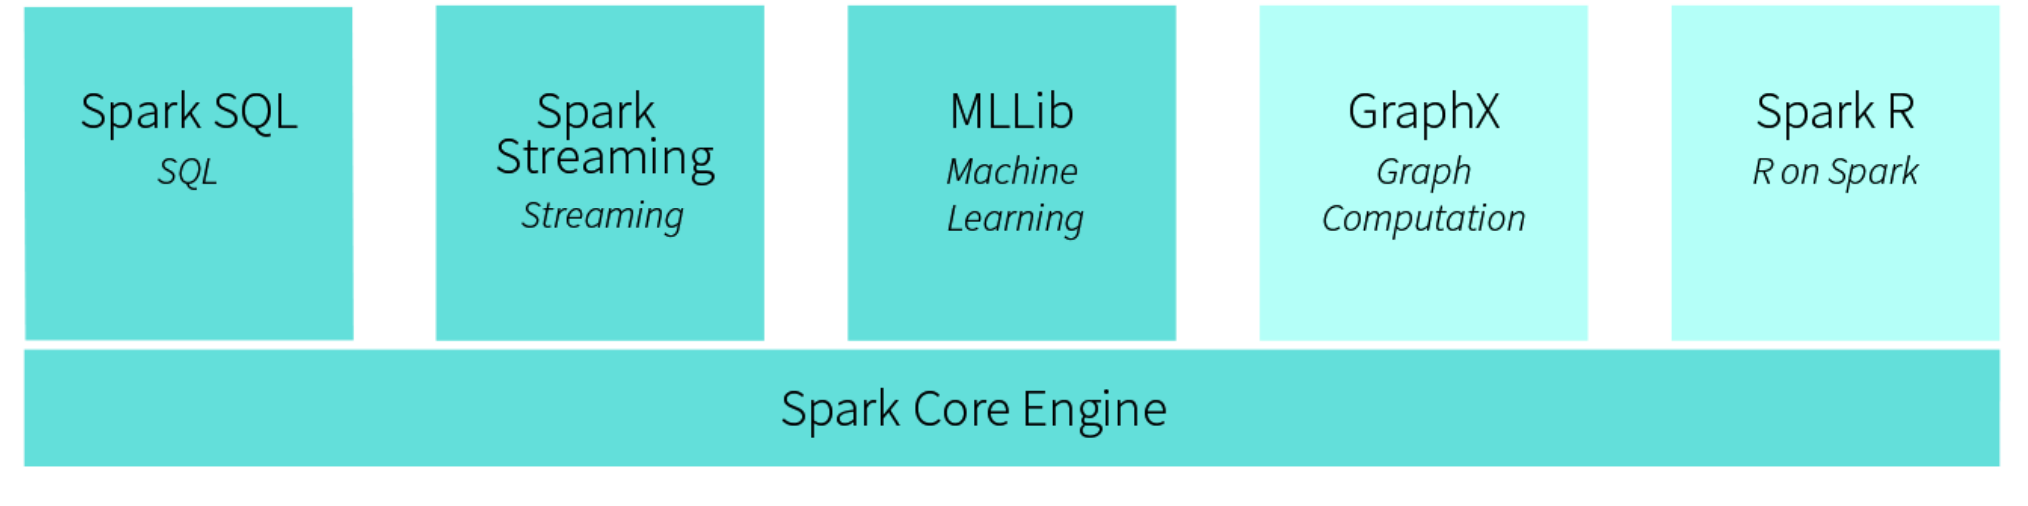 Spark SQL
SQL
Spark
Streaming
Streaming
MLLib
Machine
Learning
GraphX
Graph
Computation
Spark R
R on Spark
Spark Core Engine